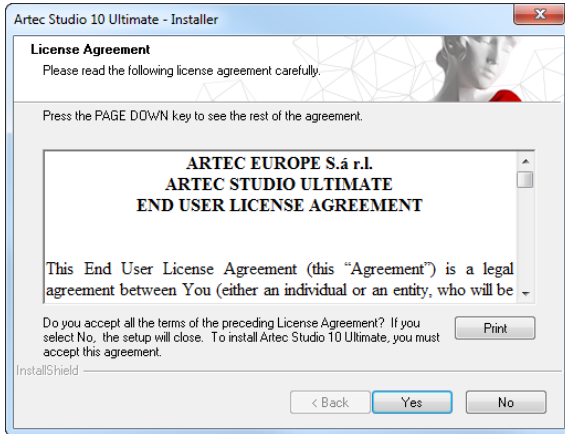 Artec Studio 10 Ultimate - Installer
License Agreement
Please read the following license agreement carefully.
Press the PAGE DOWN key to see the rest of the agreement.
ARTEC EUROPE S.á r.l.
ARTEC STUDIO ULTIMATE
END USER LICENSE AGREEMENT
This End User License Agreement (this “Agreement”) is a legal
agreement between You (either an individual or an entity, who will be
Do you accept all the terms of the preceding License Agreement? If you
select No, the setup will close. To install Artec Studio 10 Ultimate, you must
accept this agreement.
Print
InstallShield
< Back
Yes
No